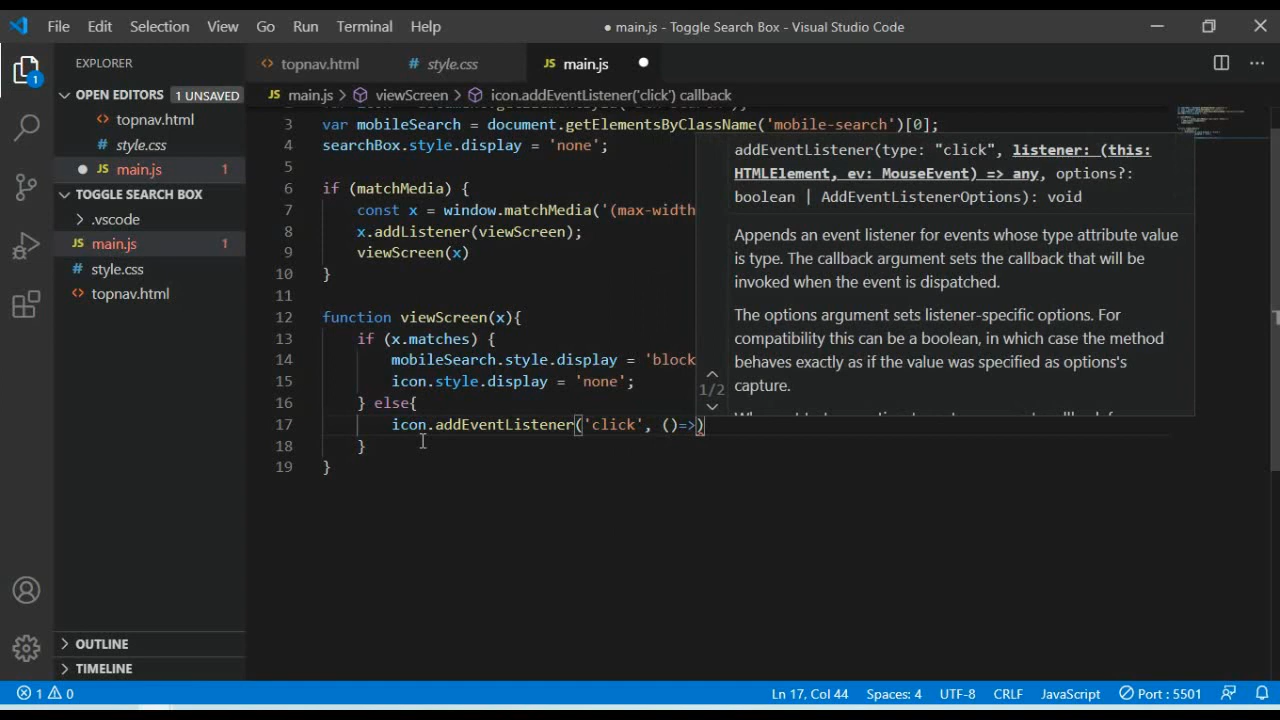 File Edit Selection View Go Run Terminal Help
● main.js - Toggle Search Box - Visual Studio Code
EXPLORER
OPEN EDITORS 1 UNSAVED
<> topnav.html
# style.css
● JS main.js 1
TOGGLE SEARCH BOX
> .vscode
JS main.js 1
# style.css
<> topnav.html
> OUTLINE
> TIMELINE
1
<> topnav.html # style.css JS main.js ●
JS main.js > viewScreen > icon.addEventListener('click') callback
3 var mobileSearch = document.getElementsByClassName('mobile-search')[0];
4 searchBox.style.display = 'none';
5
6 if (matchMedia) {
7 const x = window.matchMedia('(max-width
8 x.addListener(viewScreen);
9 viewScreen(x)
10 }
11
12 function viewScreen(x){
13 if (x.matches) {
14 mobileSearch.style.display = 'block
15 icon.style.display = 'none';
16 } else{
17 icon.addEventListener('click', ()=>)
18 }
19 }
addEventListener(type: "click", listener: (this:
HTMLElement, ev: MouseEvent) => any, options?:
boolean | AddEventListenerOptions): void
Appends an event listener for events whose type attribute value
is type. The callback argument sets the callback that will be
invoked when the event is dispatched.
The options argument sets listener-specific options. For
compatibility this can be a boolean, in which case the method
behaves exactly as if the value was specified as options's
capture.
1/2
1 0
Ln 17, Col 44 Spaces: 4 UTF-8 CRLF JavaScript Port : 5501